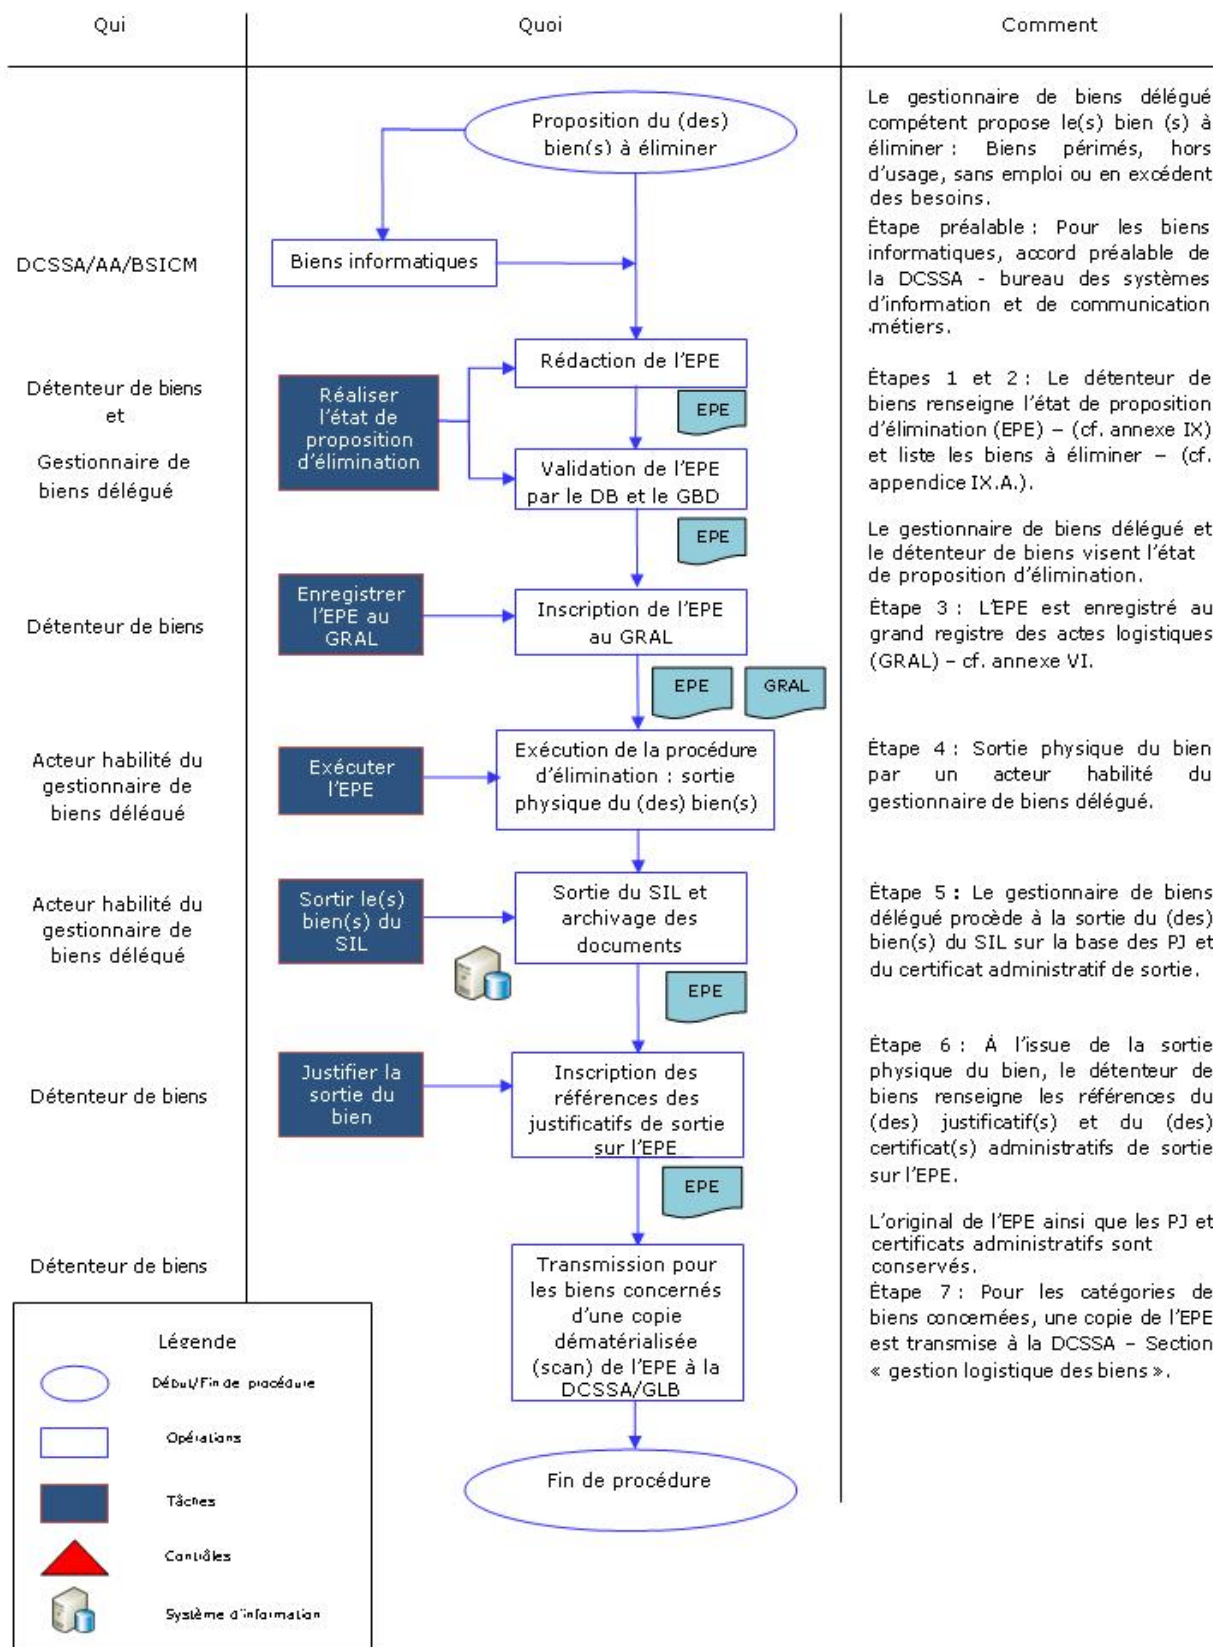 Qui
Quoi
Comment
Proposition du (des)
bien(s) à éliminer
Le gestionnaire de biens délégué
compétent propose le(s) bien (s) à
éliminer : Biens périmés, hors
d'usage, sans emploi ou en excédent
des besoins.
DCSSA/AA/BSICM
Biens informatiques
Étape préalable : Pour les biens
informatiques, accord préalable de
la DCSSA - bureau des systèmes
d'information et de communication
métiers.
Détenteur de biens
et
Gestionnaire de
biens délégué
Réaliser
l'état de
proposition
d'élimination
Rédaction de l'EPE
EPE
Validation de l'EPE
par le DB et le GBD
EPE
Étapes 1 et 2 : Le détenteur de
biens renseigne l'état de proposition
d'élimination (EPE) – (cf. annexe IX)
et liste les biens à éliminer – (cf.
appendice IX.A.).
Le gestionnaire de biens délégué et
le détenteur de biens visent l'état
de proposition d'élimination.
Détenteur de biens
Enregistrer
l'EPE au
GRAL
Inscription de l'EPE
au GRAL
EPE
GRAL
Étape 3 : L'EPE est enregistré au
grand registre des actes logistiques
(GRAL) – cf. annexe VI.
Acteur habilité du
gestionnaire de
biens délégué
Exécuter
l'EPE
Exécution de la procédure
d'élimination : sortie
physique du (des) bien(s)
Étape 4 : Sortie physique du bien
par un acteur habilité du
gestionnaire de biens délégué.
Acteur habilité du
gestionnaire de
biens délégué
Sortir le(s)
bien(s) du
SIL
Sortie du SIL et
archivage des
documents
EPE
Étape 5 : Le gestionnaire de biens
délégué procède à la sortie du (des)
bien(s) du SIL sur la base des PJ et
du certificat administratif de sortie.
Détenteur de biens
Justifier la
sortie du
bien
Inscription des
références des
justificatifs de sortie
sur l'EPE
EPE
Étape 6 : À l'issue de la sortie
physique du bien, le détenteur de
biens renseigne les références du
(des) justificatif(s) et du (des)
certificat(s) administratifs de sortie
sur l'EPE.
L'original de l'EPE ainsi que les PJ et
certificats administratifs sont
conservés.
Détenteur de biens
Transmission pour
les biens concernés
d'une copie
dématérialisée
(scan) de l'EPE à la
DCSSA/GLB
Étape 7 : Pour les catégories de
biens concernées, une copie de l'EPE
est transmise à la DCSSA – Section
« gestion logistique des biens ».
Fin de procédure
Légende
Début/Fin de procédure
Opérations
Tâches
Contrôles
Système d'information